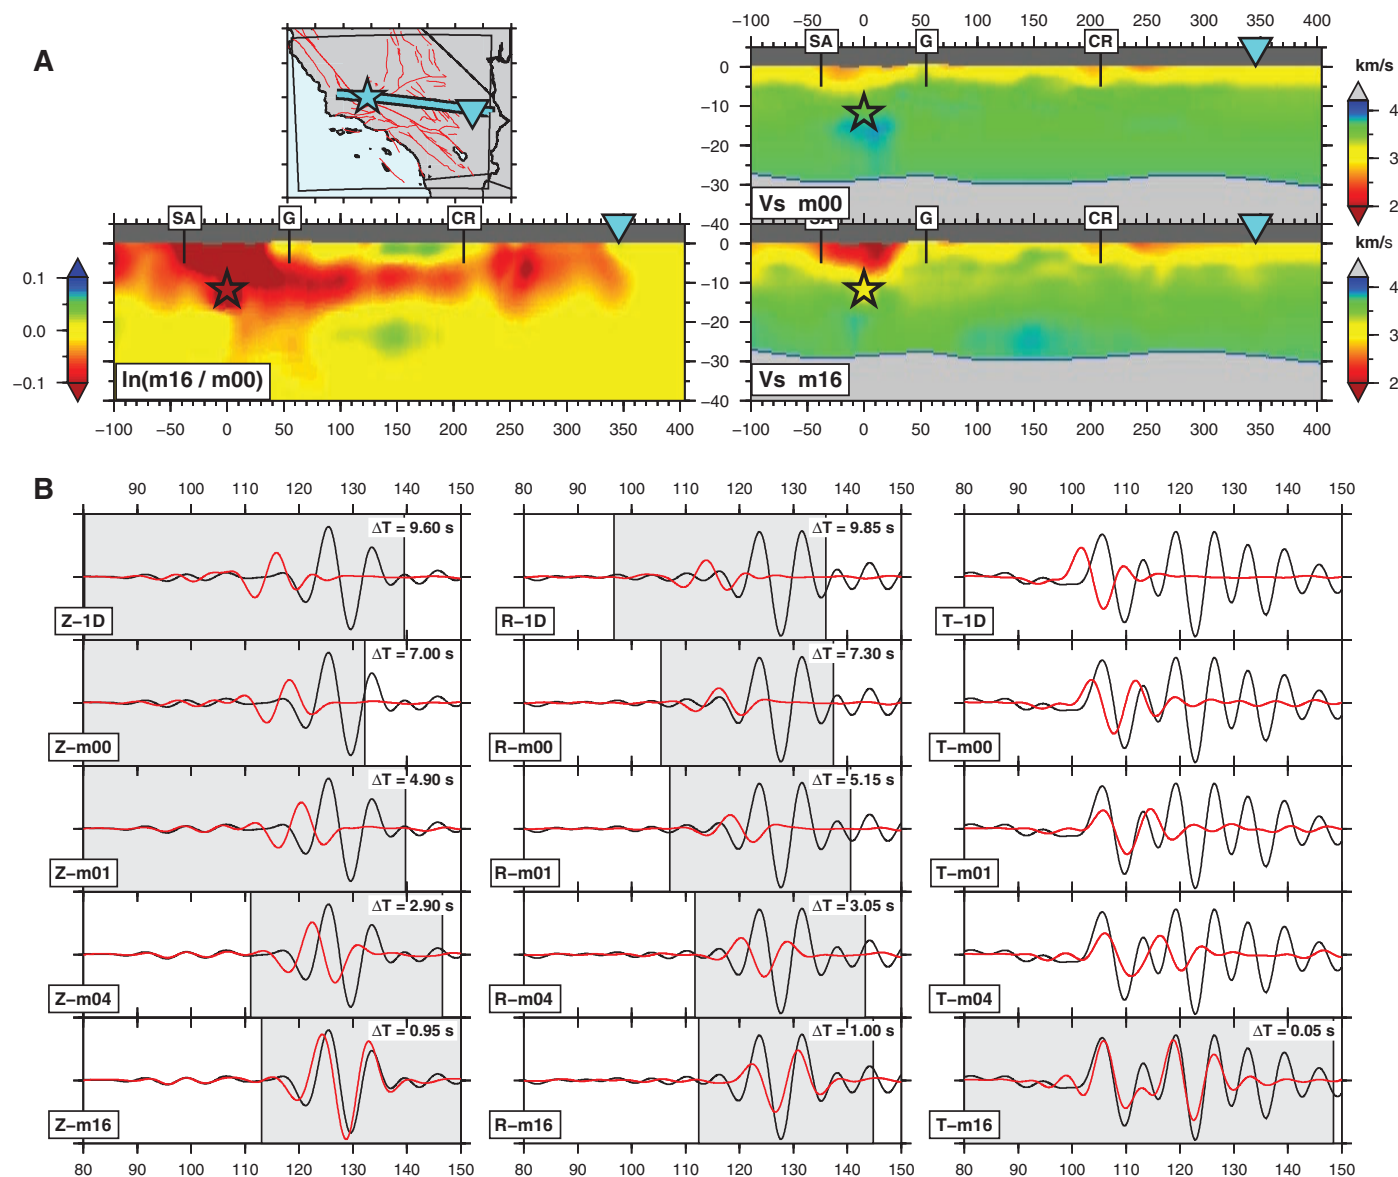 A
−100 −50 0 50 100 150 200 250 300 350 400
SA G CR
km/s
0
−10
−20
−30
−40
4
3
2
Vs m00
SA G CR
km/s
0
−10
−20
−30
−40
4
3
2
Vs m16
−100 −50 0 50 100 150 200 250 300 350 400
SA G CR
0.1
0.0
−0.1
ln(m16 / m00)
−100 −50 0 50 100 150 200 250 300 350 400
B
90 100 110 120 130 140 150
80 90 100 110 120 130 140 150
80 90 100 110 120 130 140 150
ΔT = 9.60 s
Z−1D
ΔT = 9.85 s
R−1D
T−1D
ΔT = 7.00 s
Z−m00
ΔT = 7.30 s
R−m00
T−m00
ΔT = 4.90 s
Z−m01
ΔT = 5.15 s
R−m01
T−m01
ΔT = 2.90 s
Z−m04
ΔT = 3.05 s
R−m04
T−m04
ΔT = 0.95 s
Z−m16
ΔT = 1.00 s
R−m16
ΔT = 0.05 s
T−m16
80 90 100 110 120 130 140 150
80 90 100 110 120 130 140 150
80 90 100 110 120 130 140 150